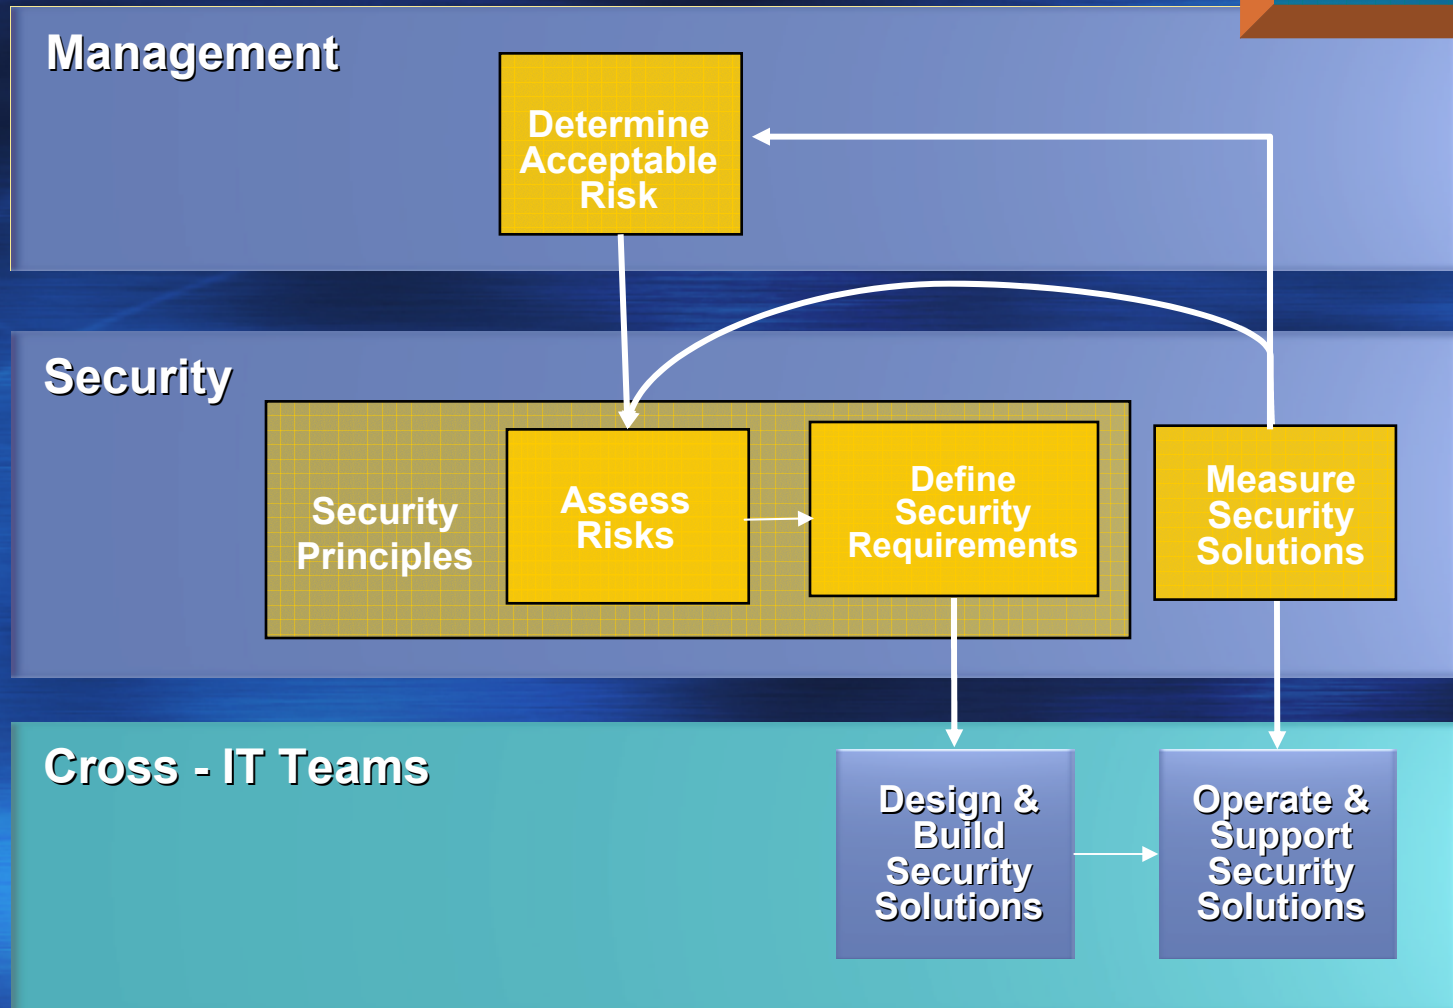 Management
Determine
Acceptable
Risk
Security
Security
Principles
Assess
Risks
Define
Security
Requirements
Measure
Security
Solutions
Cross - IT Teams
Design &
Build
Security
Solutions
Operate &
Support
Security
Solutions